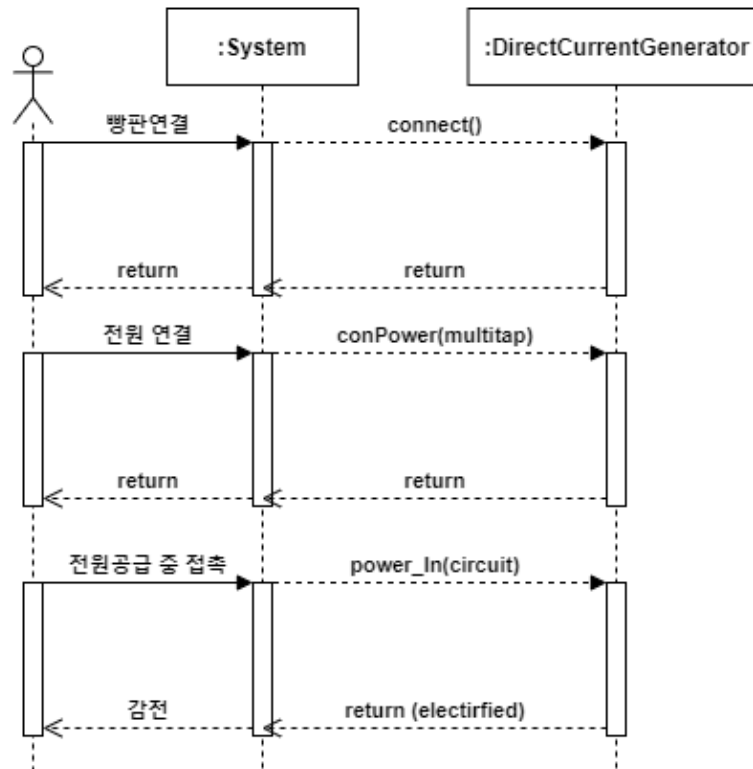 :System
:DirectCurrentGenerator
빵판연결
connect()
return
return
전원 연결
conPower(multitap)
return
return
전원공급 중 접촉
power_In(circuit)
감전
return (electirfied)